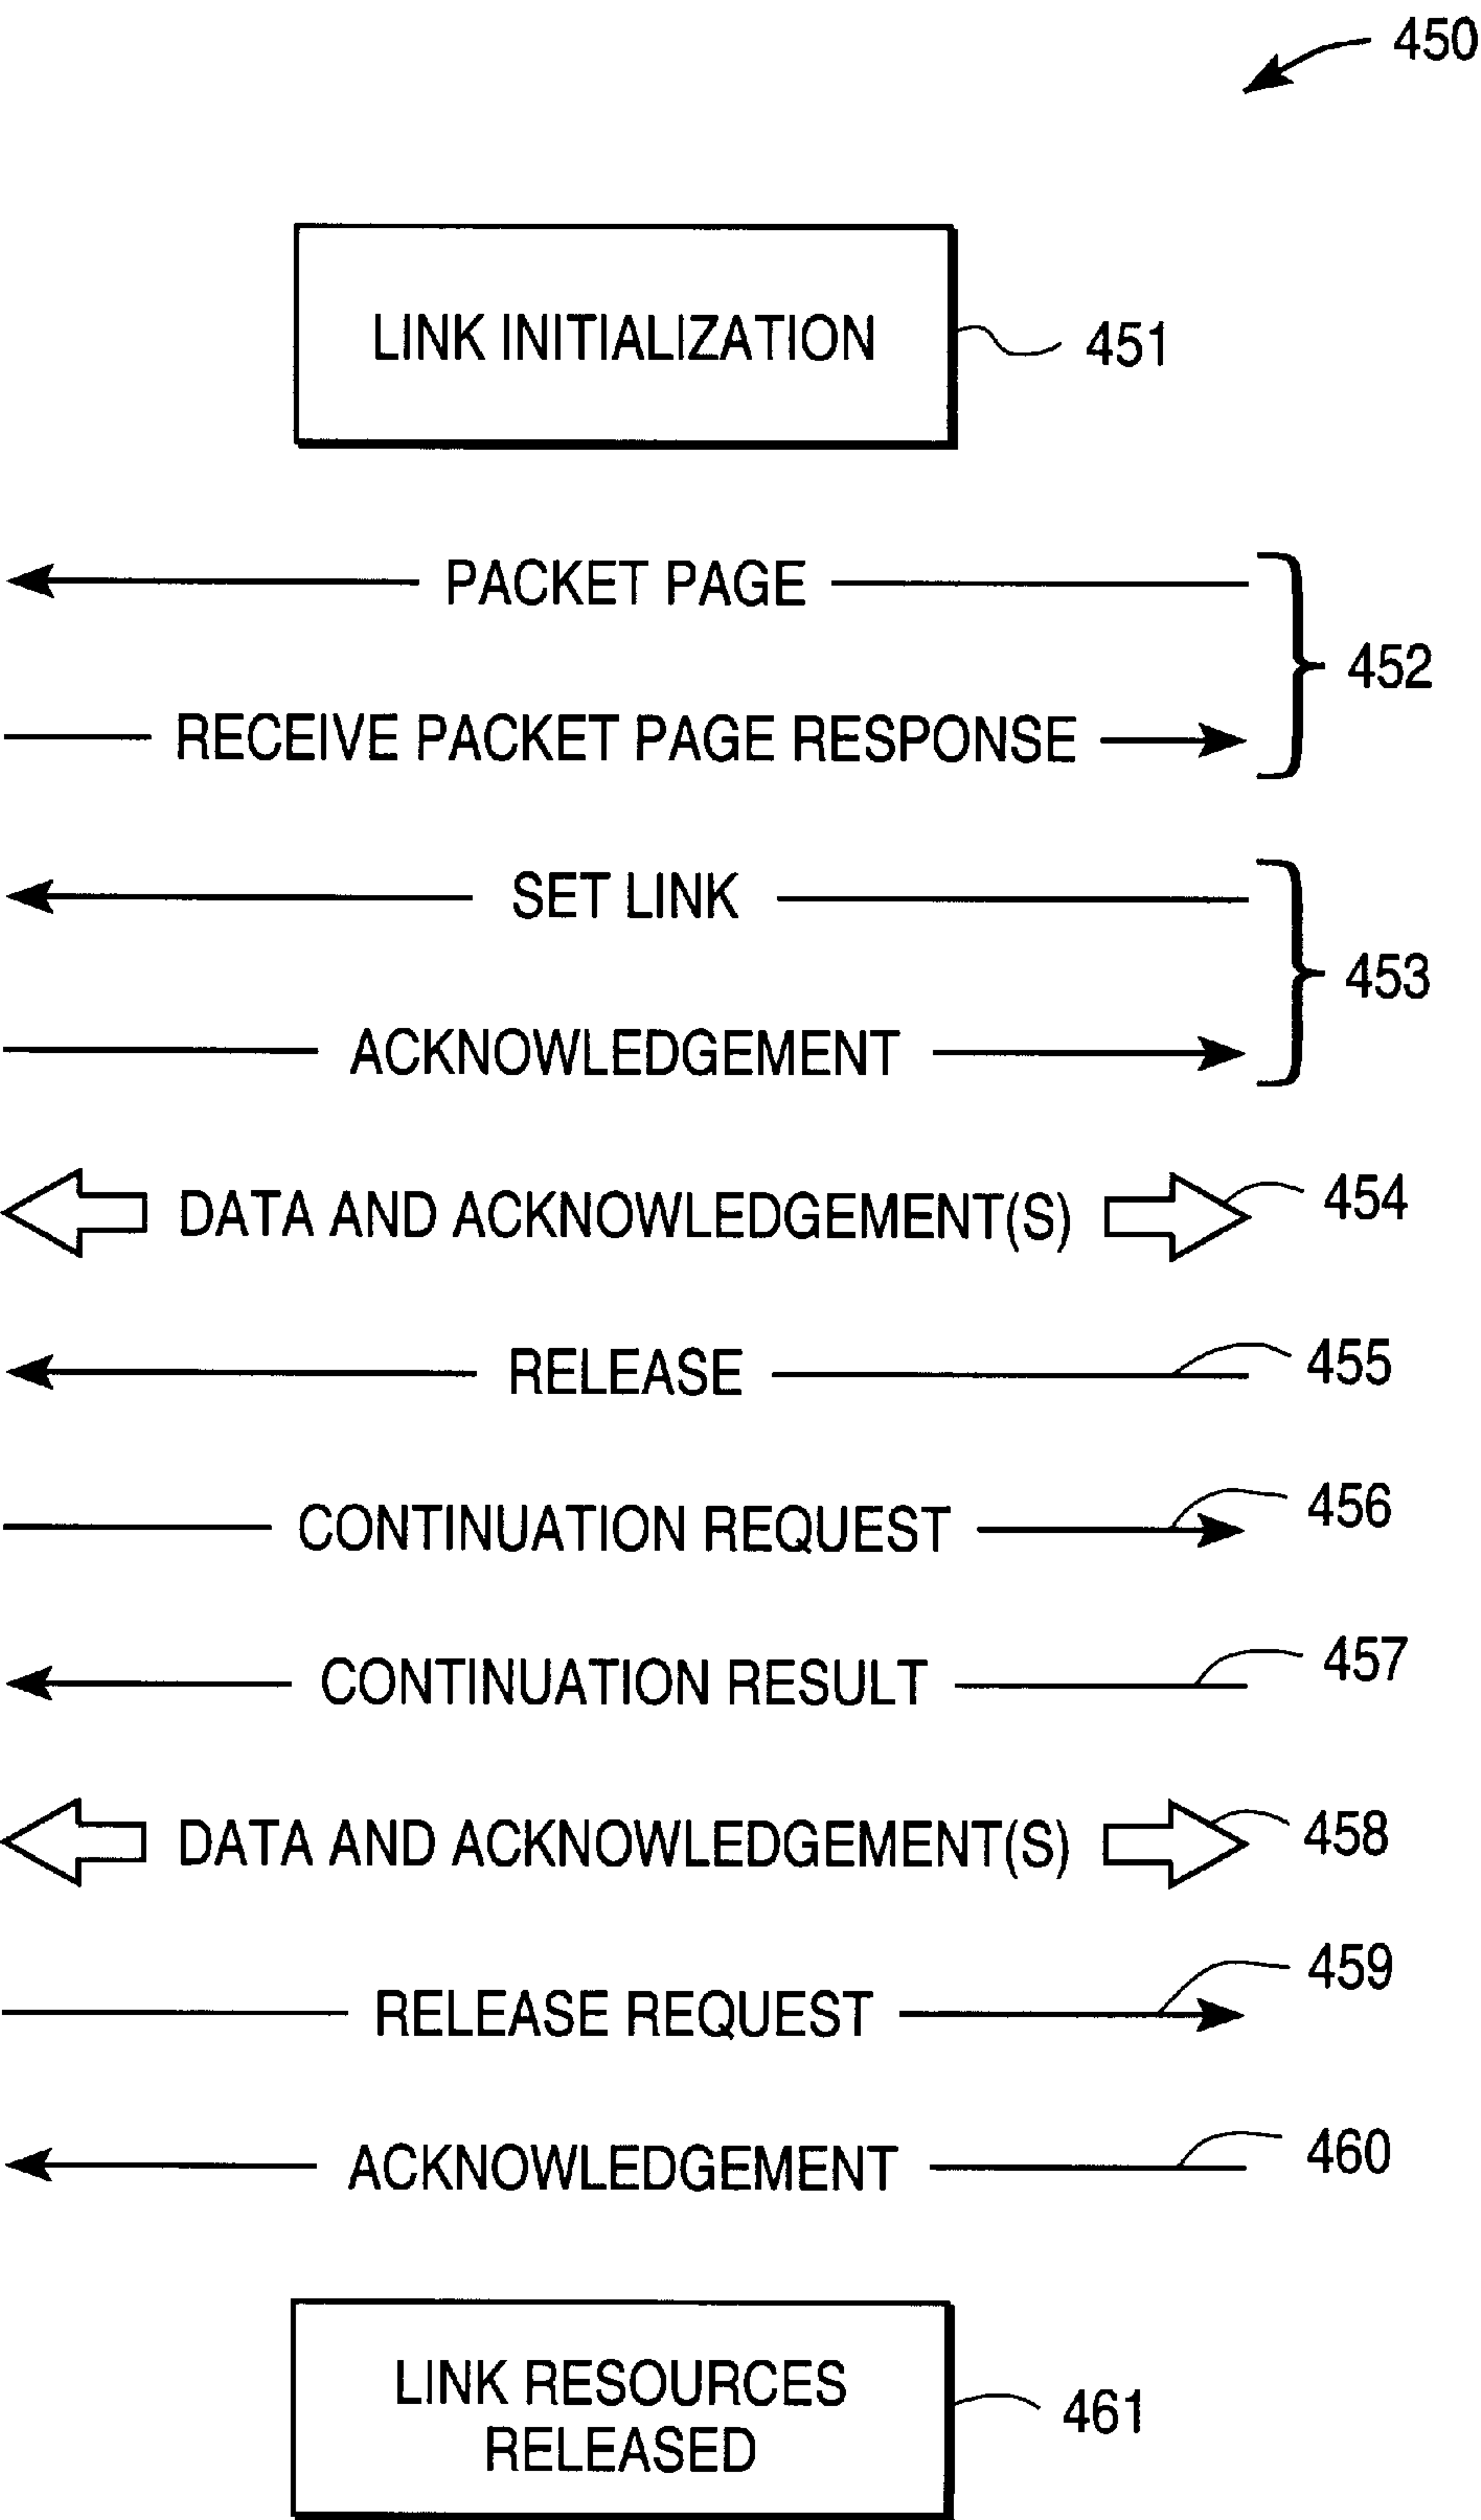 450
LINK INITIALIZATION
451
PACKET PAGE
452
RECEIVE PACKET PAGE RESPONSE
SET LINK
453
ACKNOWLEDGEMENT
DATA AND ACKNOWLEDGEMENT(S)
454
RELEASE
455
CONTINUATION REQUEST
456
CONTINUATION RESULT
457
DATA AND ACKNOWLEDGEMENT(S)
458
RELEASE REQUEST
459
ACKNOWLEDGEMENT
460
LINK RESOURCES
RELEASED
461